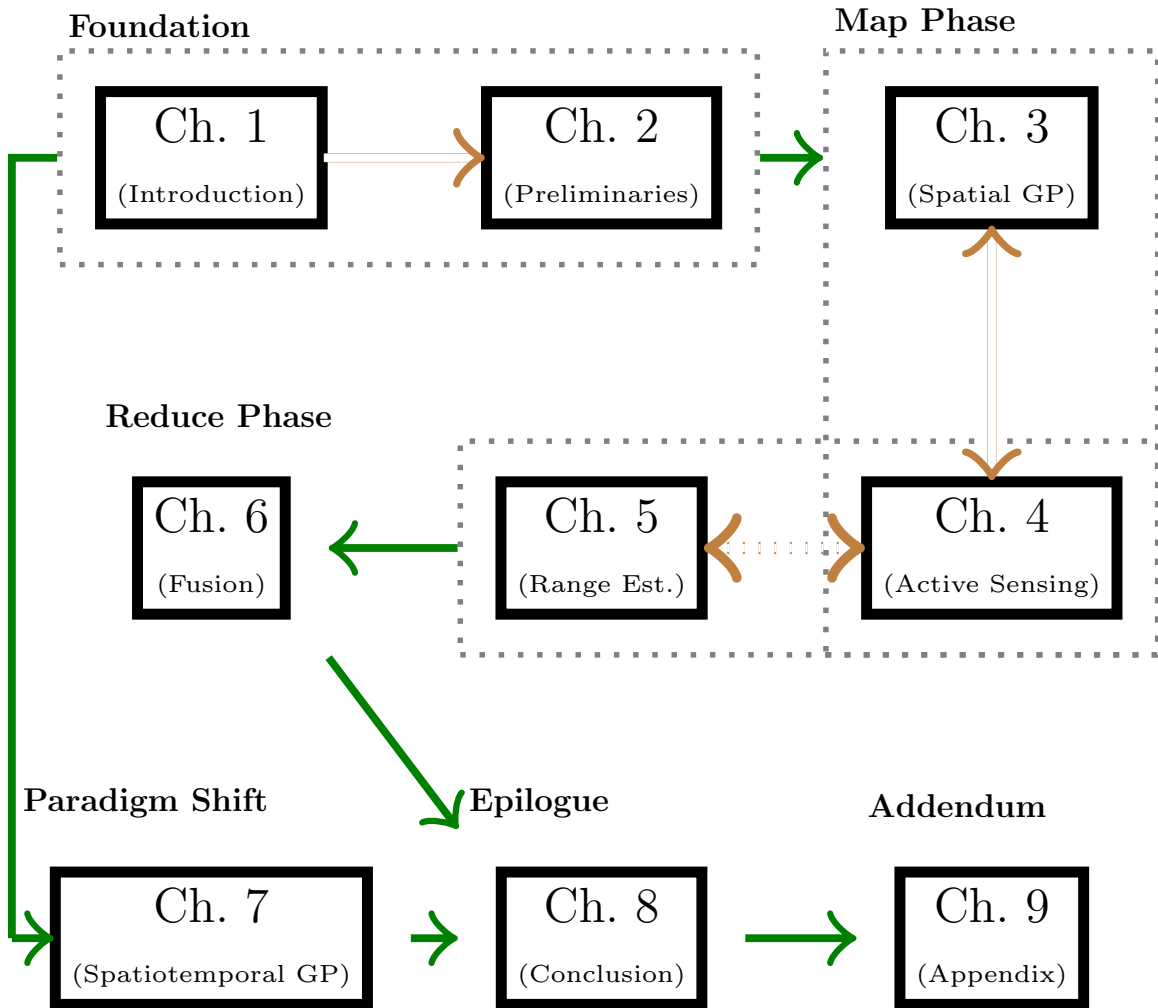 Foundation
Map Phase
Ch. 1
(Introduction)
Ch. 2
(Preliminaries)
Ch. 3
(Spatial GP)
Reduce Phase
Ch. 6
(Fusion)
Ch. 5
(Range Est.)
Ch. 4
(Active Sensing)
Paradigm Shift
Epilogue
Addendum
Ch. 7
(Spatiotemporal GP)
Ch. 8
(Conclusion)
Ch. 9
(Appendix)